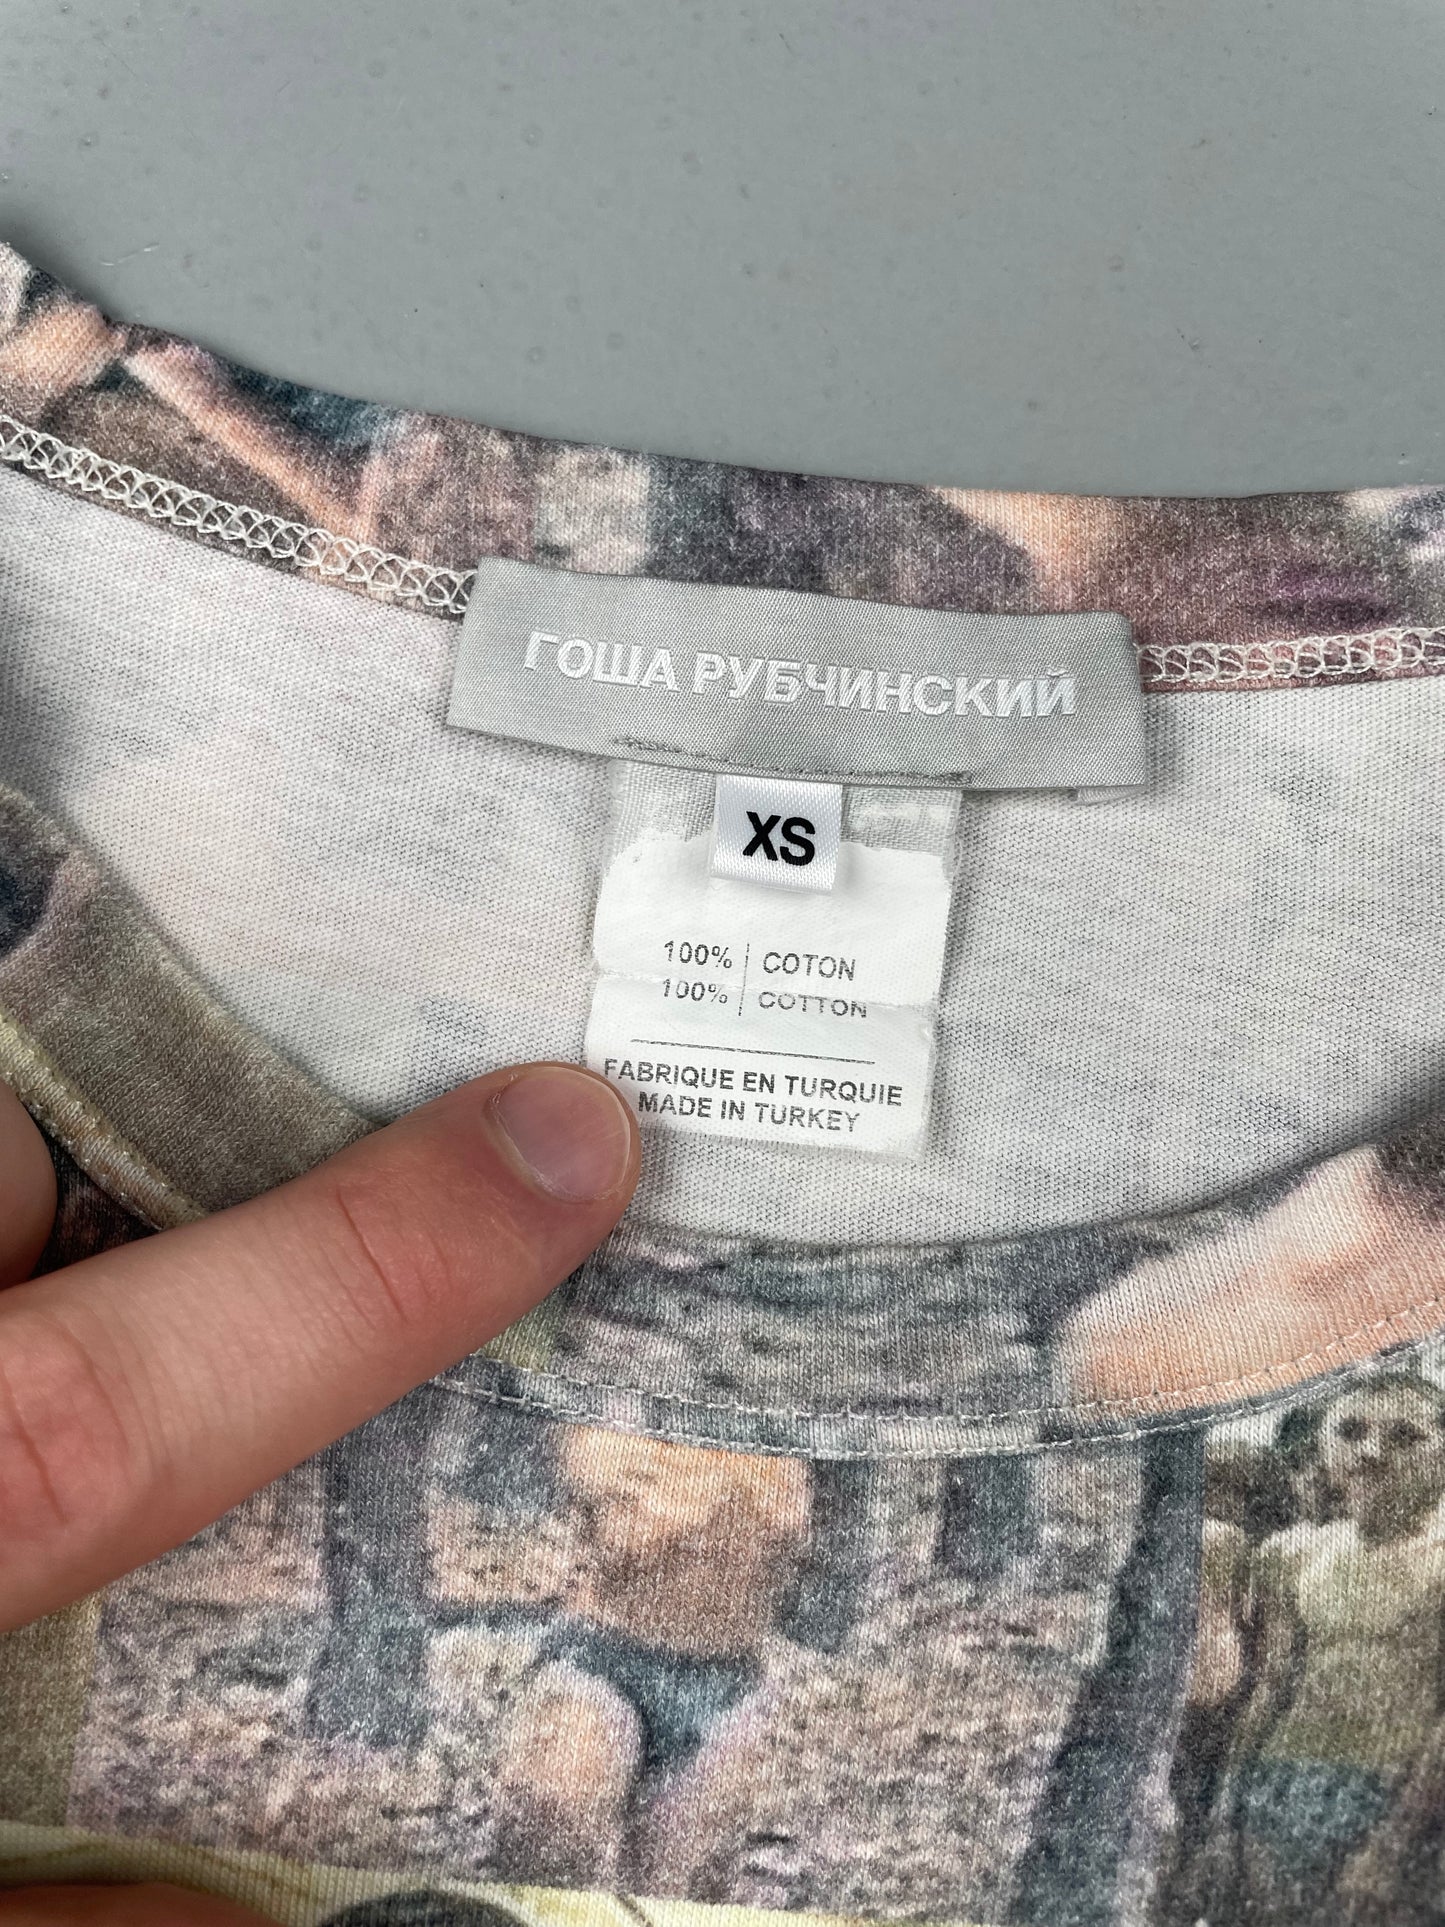 ГОША РУБЧИНСКИЙ
XS
100% | COTON
100% | COTTON
FABRIQUE EN TURQUIE
MADE IN TURKEY